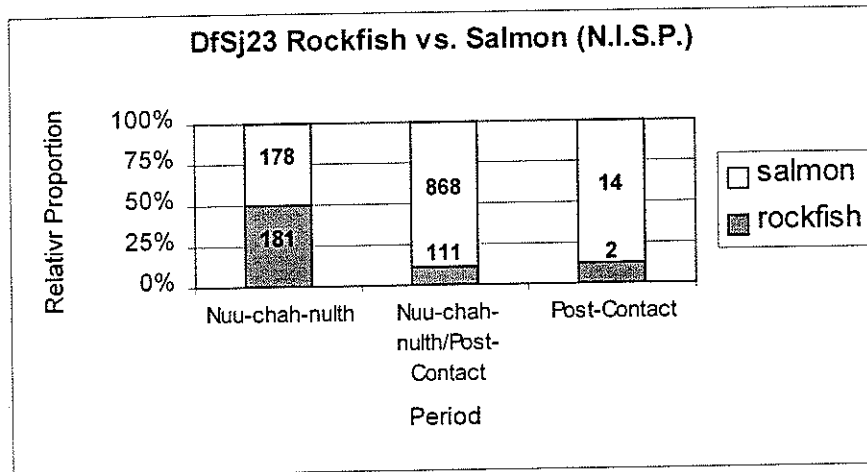 DfSj23 Rockfish vs. Salmon (N.I.S.P.)
Relativr Proportion
100%
75%
50%
25%
0%
178
181
868
111
14
2
Nuu-chah-nulth
Nuu-chah-
nulth/Post-
Contact
Post-Contact
Period
salmon
rockfish